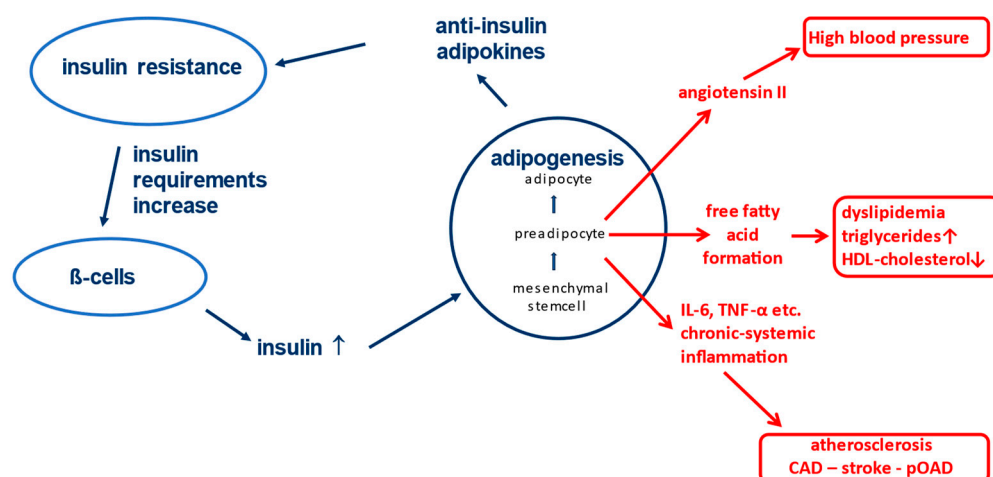 anti-insulin
adipokines
insulin resistance
insulin
requirements
increase
ß-cells
insulin ↑
adipogenesis
adipocyte
preadipocyte
mesenchymal
stemcell
High blood pressure
angiotensin II
free fatty
acid
formation
dyslipidemia
triglycerides↑
HDL-cholesterol↓
IL-6, TNF-α etc.
chronic-systemic
inflammation
atherosclerosis
CAD – stroke - pOAD